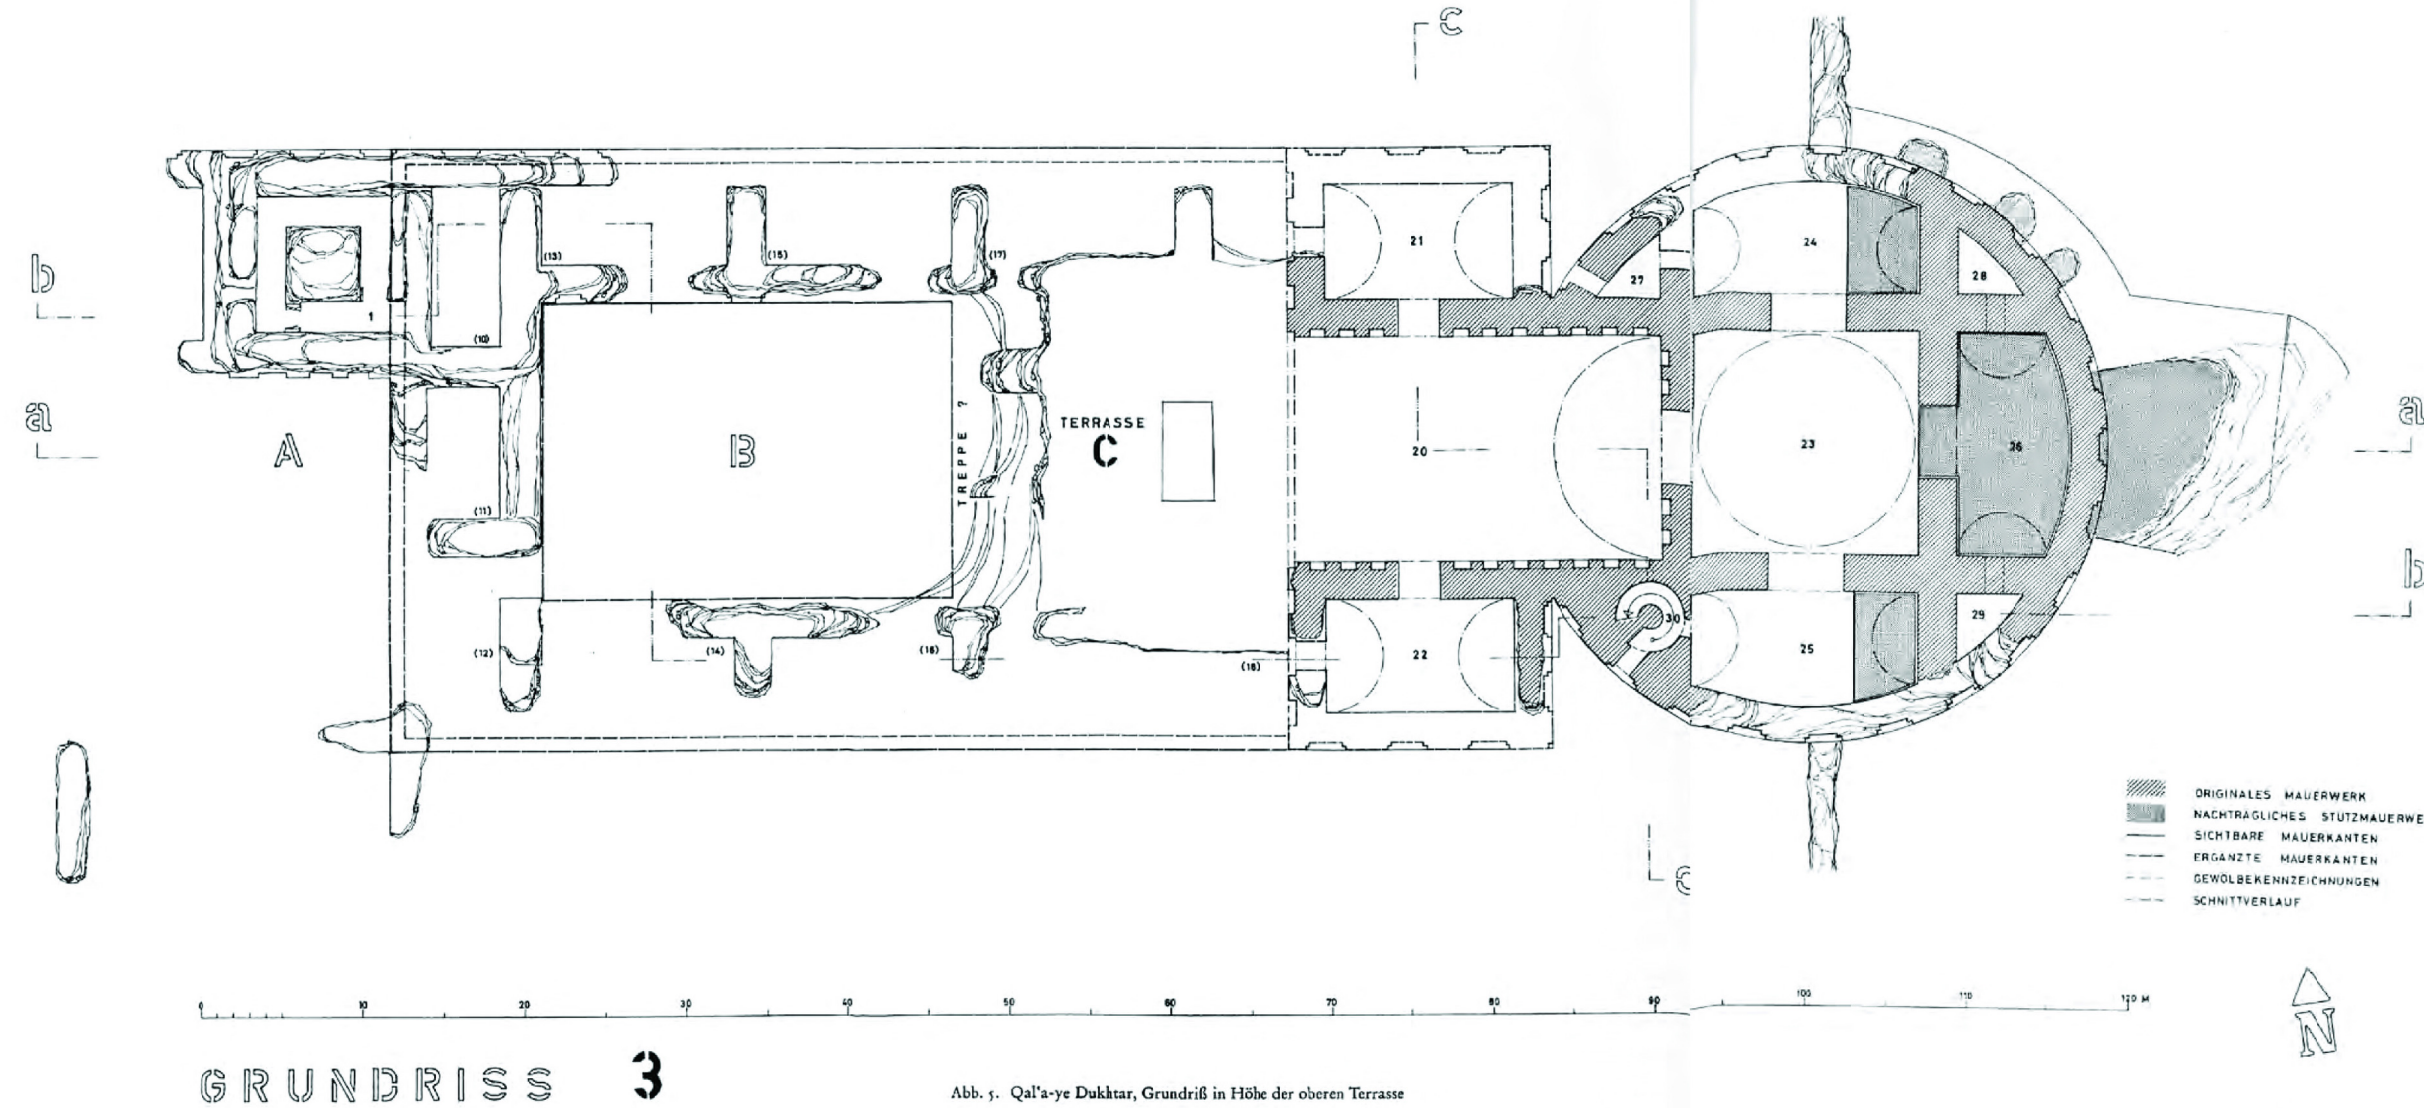 C
b
a
A
B
TREPPE ?
TERRASSE
C
1
(10)
(11)
(12)
(13)
(15)
(17)
(14)
(16)
20
21
22
23
24
25
26
27
28
29
30
a
b
ORIGINALES MAUERWERK
NACHTRAGLICHES STUTZMAUERWE
SICHTBARE MAUERKANTEN
ERGANZTE MAUERKANTEN
GEWOLBEKENNZEICHNUNGEN
SCHNITTVERLAUF
0 10 20 30 40 50 60 70 80 90 100 110 120 M
N
GRUNDRISS 3
Abb. 5. Qal'a-ye Dukhtar, Grundriß in Höhe der oberen Terrasse